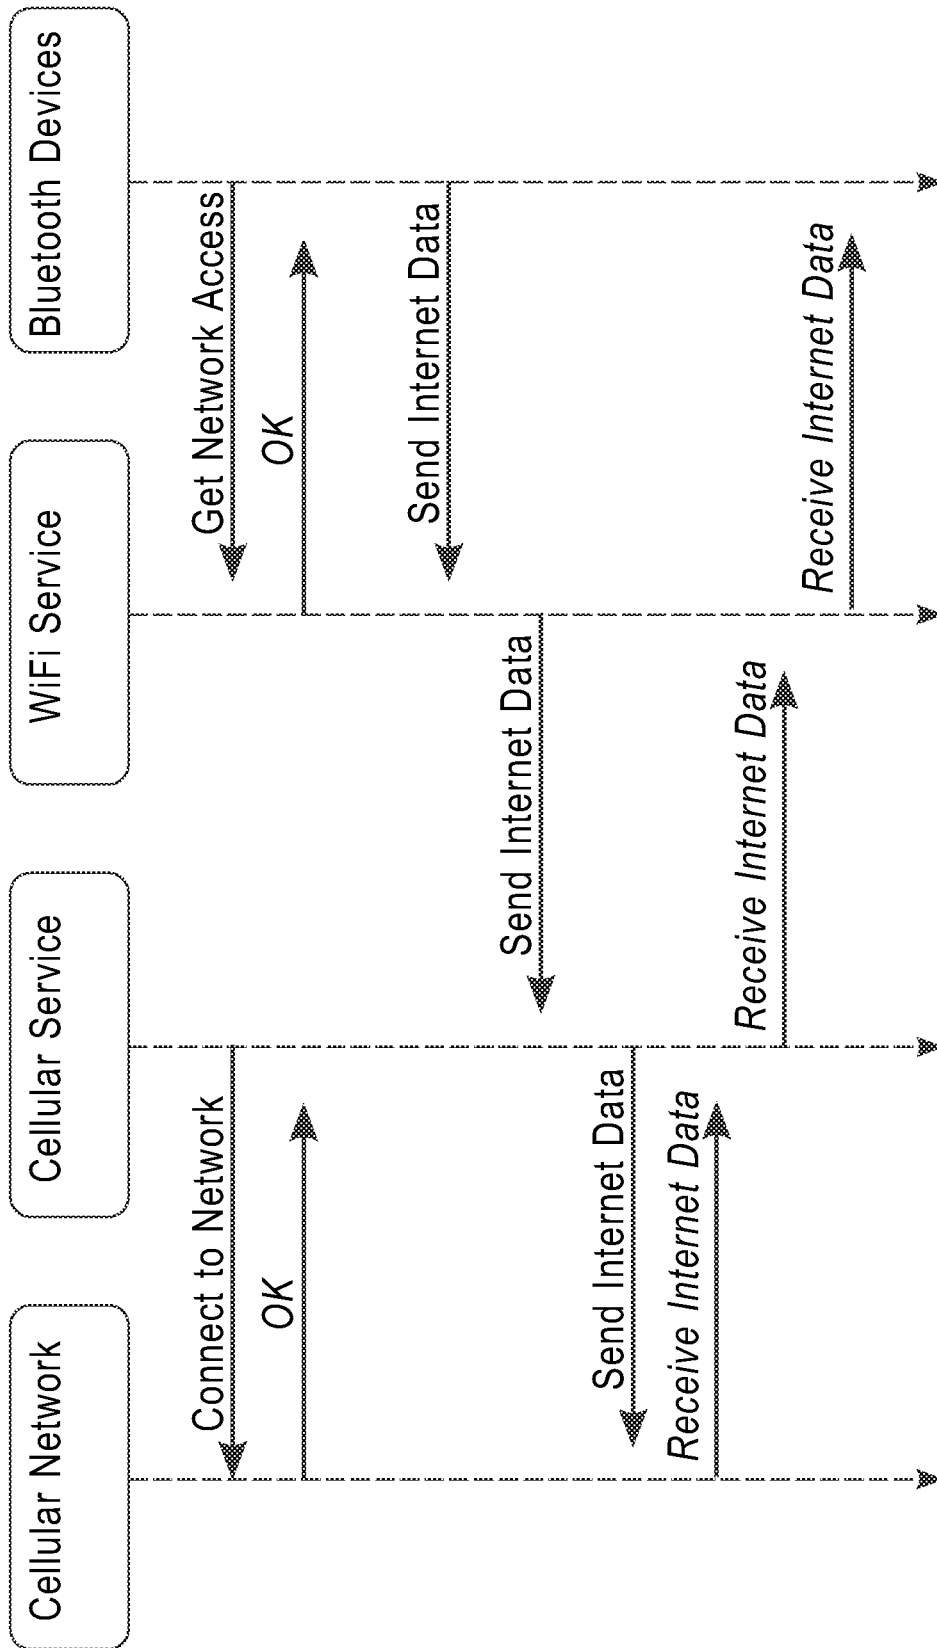 Cellular Network
Cellular Service
WiFi Service
Bluetooth Devices
Connect to Network
Get Network Access
OK
OK
Send Internet Data
Send Internet Data
Send Internet Data
Receive Internet Data
Receive Internet Data
Receive Internet Data